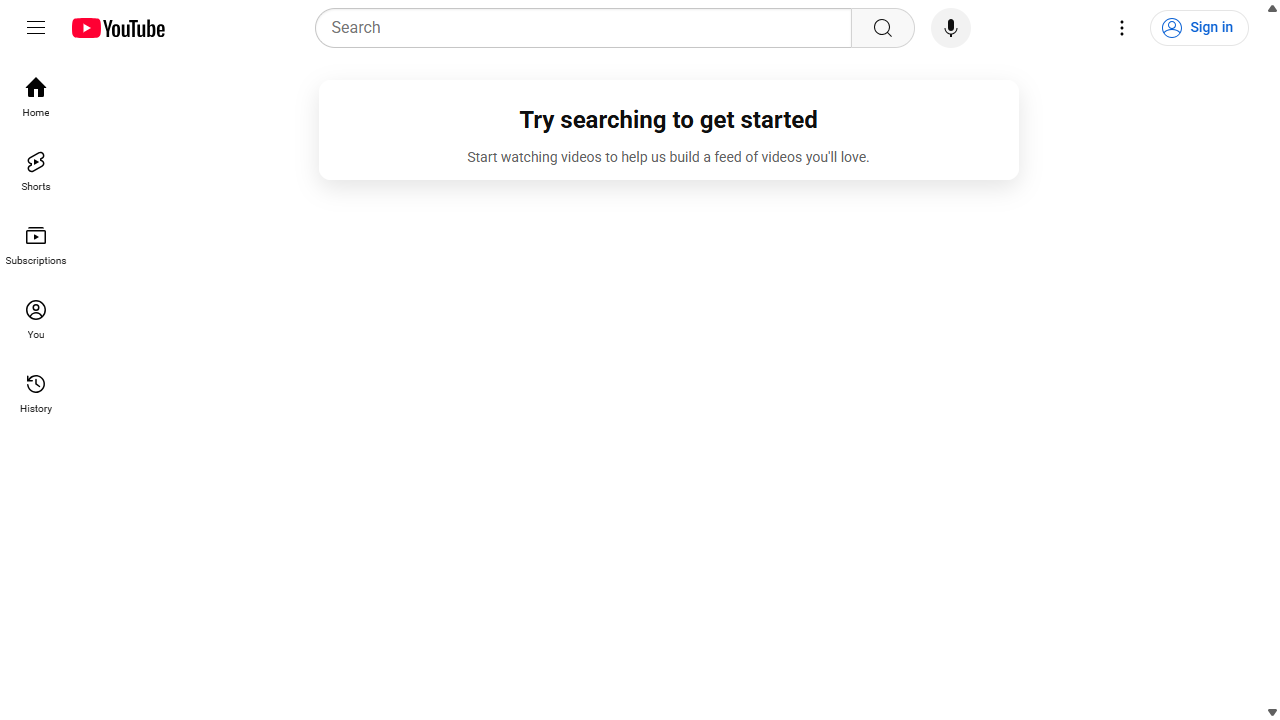 YouTube
Search
Sign in
Home
Shorts
Subscriptions
You
History
Try searching to get started
Start watching videos to help us build a feed of videos you'll love.